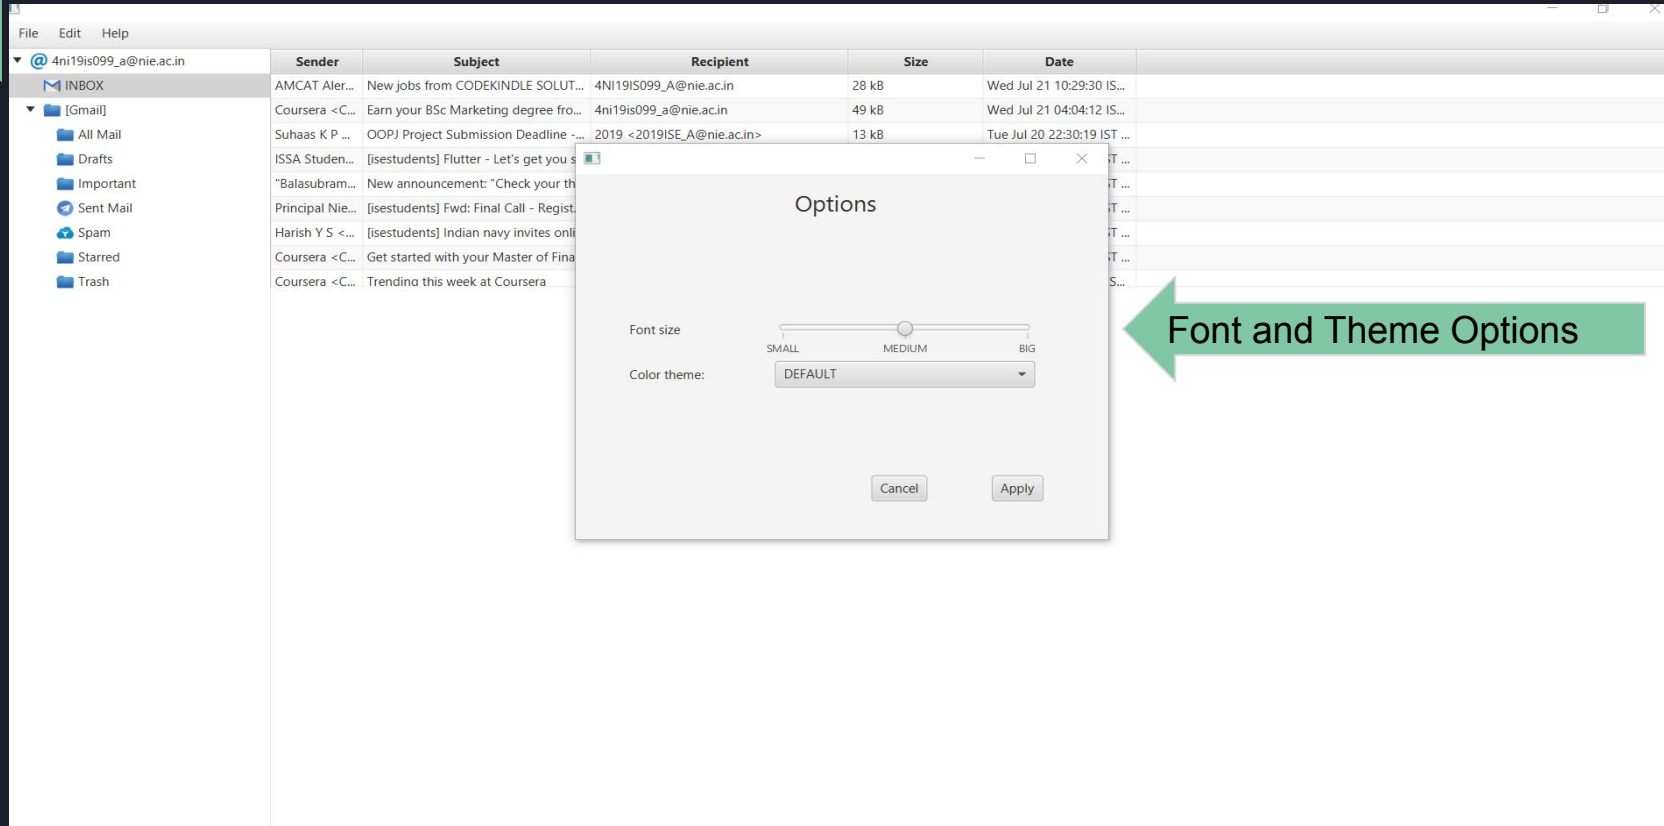 File Edit Help
4ni19is099_a@nie.ac.in
INBOX
[Gmail]
All Mail
Drafts
Important
Sent Mail
Spam
Starred
Trash
Sender Subject Recipient Size Date
AMCAT Aler... New jobs from CODEKINDLE SOLUT... 4NI19IS099_A@nie.ac.in 28 kB Wed Jul 21 10:29:30 IS...
Coursera <C... Earn your BSc Marketing degree fro... 4ni19is099_a@nie.ac.in 49 kB Wed Jul 21 04:04:12 IS...
Suhaas K P ... OOPJ Project Submission Deadline -... 2019 <2019ISE_A@nie.ac.in> 13 kB Tue Jul 20 22:30:19 IST ...
ISSA Studen... [isestudents] Flutter - Let's get you s
"Balasubram... New announcement: "Check your th
Principal Nie... [isestudents] Fwd: Final Call - Regist.
Harish Y S <... [isestudents] Indian navy invites onli
Coursera <C... Get started with your Master of Fina
Coursera <C... Trending this week at Coursera
Options
Font size
SMALL MEDIUM BIG
Color theme: DEFAULT
Cancel Apply
Font and Theme Options